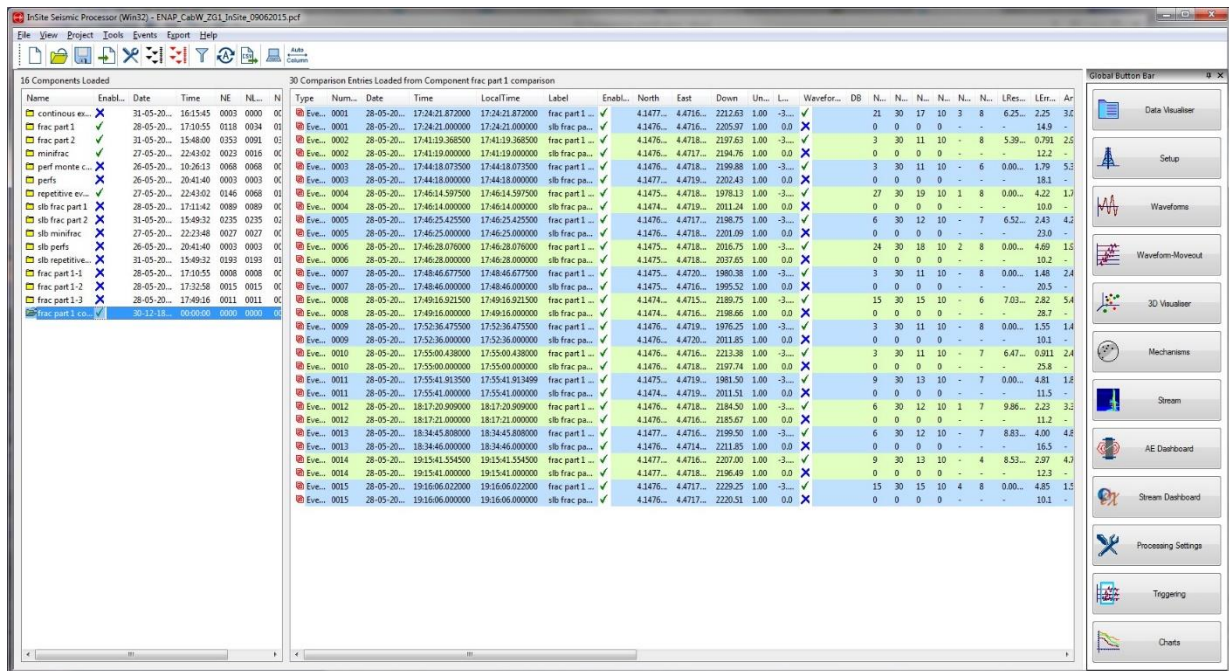 InSite Seismic Processor (Win32) - ENAP_CabW_ZG1_InSite_09062015.pcf
File View Project Tools Events Export Help
Auto Column
16 Components Loaded
30 Comparison Entries Loaded from Component frac part 1 comparison
Global Button Bar
Name Enabl... Date Time NE NL... N
continous ex... 31-05-20... 16:15:45 0003 0000
frac part 1 28-05-20... 17:10:55 0118 0034
frac part 2 31-05-20... 15:48:00 0353 0091
minifrac 27-05-20... 22:43:02 0023 0016
perf monte c... 26-05-20... 10:26:13 0068 0068
perfs 26-05-20... 20:41:40 0003 0003
repetitive ev... 27-05-20... 22:43:02 0146 0068
slb frac part 1 28-05-20... 17:11:42 0089 0089
slb frac part 2 31-05-20... 15:49:32 0235 0235
slb minifrac 27-05-20... 22:23:48 0027 0027
slb perfs 26-05-20... 20:41:40 0003 0003
slb repetitive... 31-05-20... 15:49:32 0193 0193
frac part 1-1 28-05-20... 17:10:55 0008 0008
frac part 1-2 28-05-20... 17:32:58 0015 0015
frac part 1-3 28-05-20... 17:49:16 0011 0011
frac part 1 co... 30-12-18... 00:00:00 0000 0000
Type Num... Date Time LocalTime Label Enabl... North East Down Un... L... Wavefor... DB N... N... N... N... N... N... LRes... LErr... Ar
Eve... 0001 28-05-20... 17:24:21.872000 17:24:21.872000 frac part 1 ... 4.1477... 4.4716... 2212.63 1.00 -3.... 21 30 17 10 3 8 6.25... 2.25
Eve... 0001 28-05-20... 17:24:21.000000 17:24:21.000000 slb frac pa... 4.1476... 4.4716... 2205.97 1.00 0.0 0 0 0 0 - - - 14.9 -
Eve... 0002 28-05-20... 17:41:19.368500 17:41:19.368500 frac part 1 ... 4.1476... 4.4718... 2197.63 1.00 -3.... 3 30 11 10 - 8 5.39... 0.791
Eve... 0002 28-05-20... 17:41:19.000000 17:41:19.000000 slb frac pa... 4.1476... 4.4717... 2194.76 1.00 0.0 0 0 0 0 - - - 12.2 -
Eve... 0003 28-05-20... 17:44:18.073500 17:44:18.073500 frac part 1 ... 4.1476... 4.4718... 2199.88 1.00 -3.... 3 30 11 10 - 6 0.00... 1.79
Eve... 0003 28-05-20... 17:44:18.000000 17:44:18.000000 slb frac pa... 4.1476... 4.4719... 2202.43 1.00 0.0 0 0 0 0 - - - 18.1 -
Eve... 0004 28-05-20... 17:46:14.597500 17:46:14.597500 frac part 1 ... 4.1475... 4.4718... 1978.13 1.00 -3.... 27 30 19 10 1 8 0.00... 4.22
Eve... 0004 28-05-20... 17:46:14.000000 17:46:14.000000 slb frac pa... 4.1476... 4.4719... 2011.24 1.00 0.0 0 0 0 0 - - - 10.0 -
Eve... 0005 28-05-20... 17:46:25.425500 17:46:25.425500 frac part 1 ... 4.1476... 4.4717... 2198.75 1.00 -3.... 6 30 12 10 - 7 6.52... 2.43
Eve... 0005 28-05-20... 17:46:25.000000 17:46:25.000000 slb frac pa... 4.1476... 4.4718... 2201.09 1.00 0.0 0 0 0 0 - - - 23.0 -
Eve... 0006 28-05-20... 17:46:28.076000 17:46:28.076000 frac part 1 ... 4.1475... 4.4718... 2016.75 1.00 -3.... 24 30 18 10 2 8 0.00... 4.69
Eve... 0006 28-05-20... 17:46:28.000000 17:46:28.000000 slb frac pa... 4.1475... 4.4718... 2037.65 1.00 0.0 0 0 0 0 - - - 10.2 -
Eve... 0007 28-05-20... 17:48:46.677500 17:48:46.677500 frac part 1 ... 4.1475... 4.4720... 1980.38 1.00 -3.... 3 30 11 10 - 8 0.00... 1.48
Eve... 0007 28-05-20... 17:48:46.000000 17:48:46.000000 slb frac pa... 4.1476... 4.4717... 1995.52 1.00 0.0 0 0 0 0 - - - 20.5 -
Eve... 0008 28-05-20... 17:49:16.921500 17:49:16.921500 frac part 1 ... 4.1474... 4.4715... 2189.75 1.00 -3.... 15 30 15 10 - 6 7.03... 2.82
Eve... 0008 28-05-20... 17:49:16.000000 17:49:16.000000 slb frac pa... 4.1474... 4.4716... 2198.66 1.00 0.0 0 0 0 0 - - - 28.7 -
Eve... 0009 28-05-20... 17:52:36.475500 17:52:36.475500 frac part 1 ... 4.1476... 4.4719... 1976.25 1.00 -3.... 3 30 11 10 - 8 0.00... 1.55
Eve... 0009 28-05-20... 17:52:36.000000 17:52:36.000000 slb frac pa... 4.1476... 4.4720... 2011.85 1.00 0.0 0 0 0 0 - - - 10.1 -
Eve... 0010 28-05-20... 17:55:00.438000 17:55:00.438000 frac part 1 ... 4.1476... 4.4716... 2213.38 1.00 -3.... 3 30 11 10 - 7 6.47... 0.911
Eve... 0010 28-05-20... 17:55:00.000000 17:55:00.000000 slb frac pa... 4.1476... 4.4718... 2197.74 1.00 0.0 0 0 0 0 - - - 25.8 -
Eve... 0011 28-05-20... 17:55:41.913500 17:55:41.913499 frac part 1 ... 4.1475... 4.4719... 1981.50 1.00 -3.... 9 30 13 10 - 7 0.00... 4.81
Eve... 0011 28-05-20... 17:55:41.000000 17:55:41.000000 slb frac pa... 4.1475... 4.4719... 2011.51 1.00 0.0 0 0 0 0 - - - 11.5 -
Eve... 0012 28-05-20... 18:17:20.909000 18:17:20.909000 frac part 1 ... 4.1476... 4.4718... 2184.50 1.00 -3.... 6 30 12 10 1 7 9.86... 2.23
Eve... 0012 28-05-20... 18:17:21.000000 18:17:21.000000 slb frac pa... 4.1476... 4.4716... 2185.67 1.00 0.0 0 0 0 0 - - - 11.2 -
Eve... 0013 28-05-20... 18:34:45.808000 18:34:45.808000 frac part 1 ... 4.1477... 4.4716... 2199.50 1.00 -3.... 6 30 12 10 - 7 8.83... 4.00
Eve... 0013 28-05-20... 18:34:46.000000 18:34:46.000000 slb frac pa... 4.1476... 4.4714... 2211.85 1.00 0.0 0 0 0 0 - - - 16.5 -
Eve... 0014 28-05-20... 19:15:41.554500 19:15:41.554500 frac part 1 ... 4.1476... 4.4716... 2207.00 1.00 -3.... 9 30 13 10 - 4 8.53... 2.97
Eve... 0014 28-05-20... 19:15:41.000000 19:15:41.000000 slb frac pa... 4.1477... 4.4718... 2196.49 1.00 0.0 0 0 0 0 - - - 12.3 -
Eve... 0015 28-05-20... 19:16:06.022000 19:16:06.022000 frac part 1 ... 4.1476... 4.4717... 2229.25 1.00 -3.... 15 30 15 10 4 8 0.00... 4.85
Eve... 0015 28-05-20... 19:16:06.000000 19:16:06.000000 slb frac pa... 4.1476... 4.4717... 2220.51 1.00 0.0 0 0 0 0 - - - 10.1 -
Data Visualiser
Setup
Waveforms
Waveform-Moveout
3D Visualiser
Mechanisms
Stream
AE Dashboard
Stream Dashboard
Processing Settings
Triggering
Charts